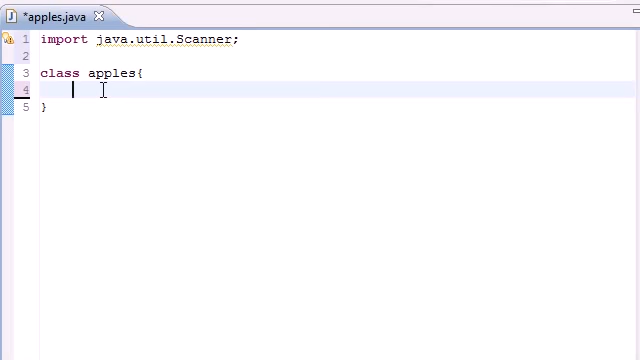 *apples.java
1 import java.util.Scanner;
2
3 class apples{
4
5 }